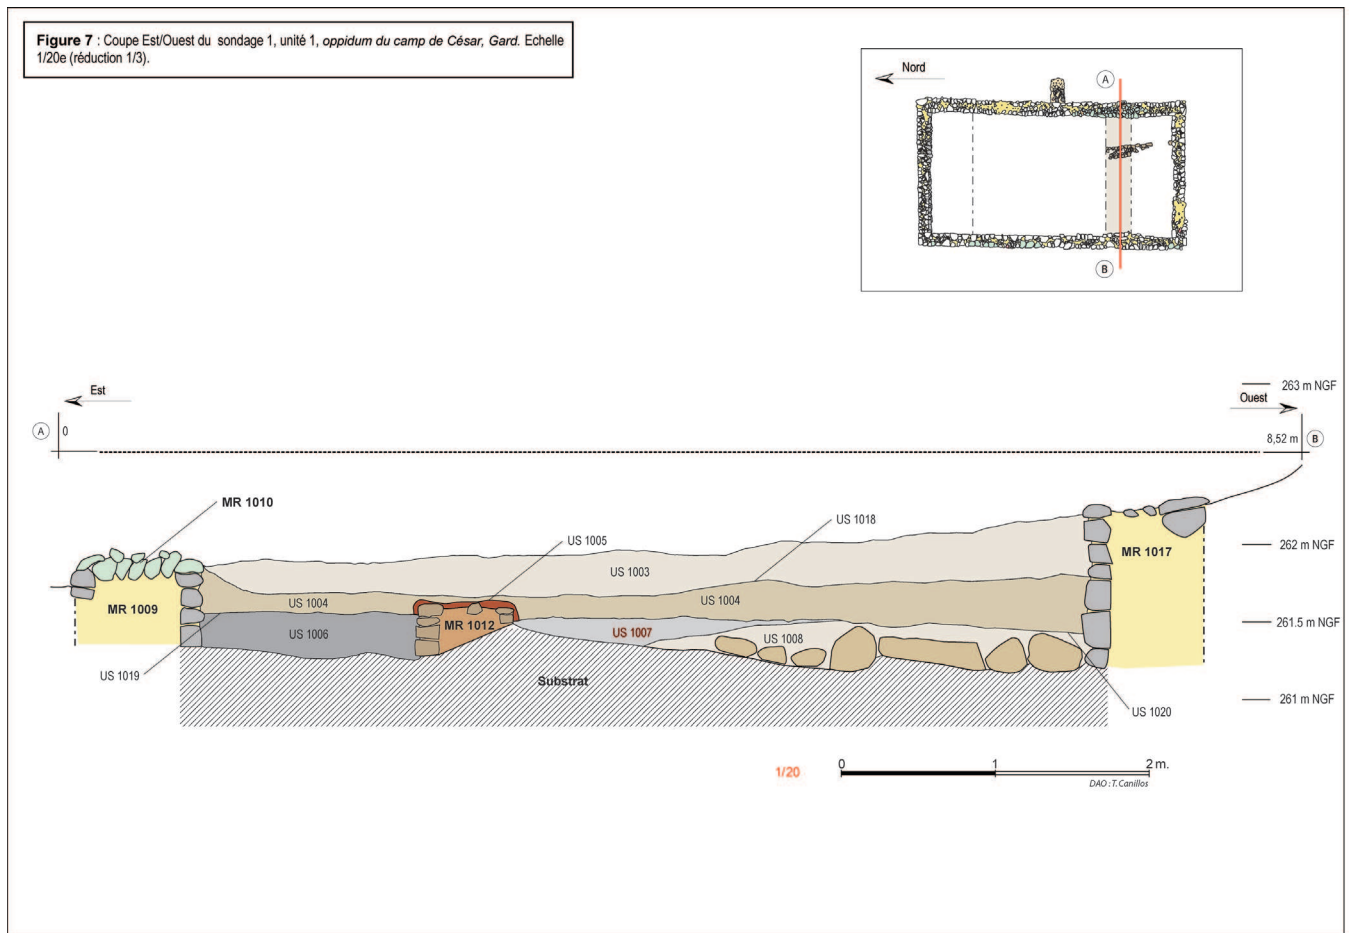 Figure 7 : Coupe Est/Ouest du sondage 1, unité 1, oppidum du camp de César, Gard. Echelle
1/20e (réduction 1/3).
Nord
A
B
263 m NGF
Est
Ouest
A
0
8,52 m
B
MR 1010
US 1018
US 1005
262 m NGF
MR 1017
US 1003
US 1004
US 1004
MR 1009
MR 1012
261.5 m NGF
US 1006
US 1007
US 1008
US 1019
Substrat
261 m NGF
US 1020
1/20
0
1
2 m.
DAO : T. Canillos